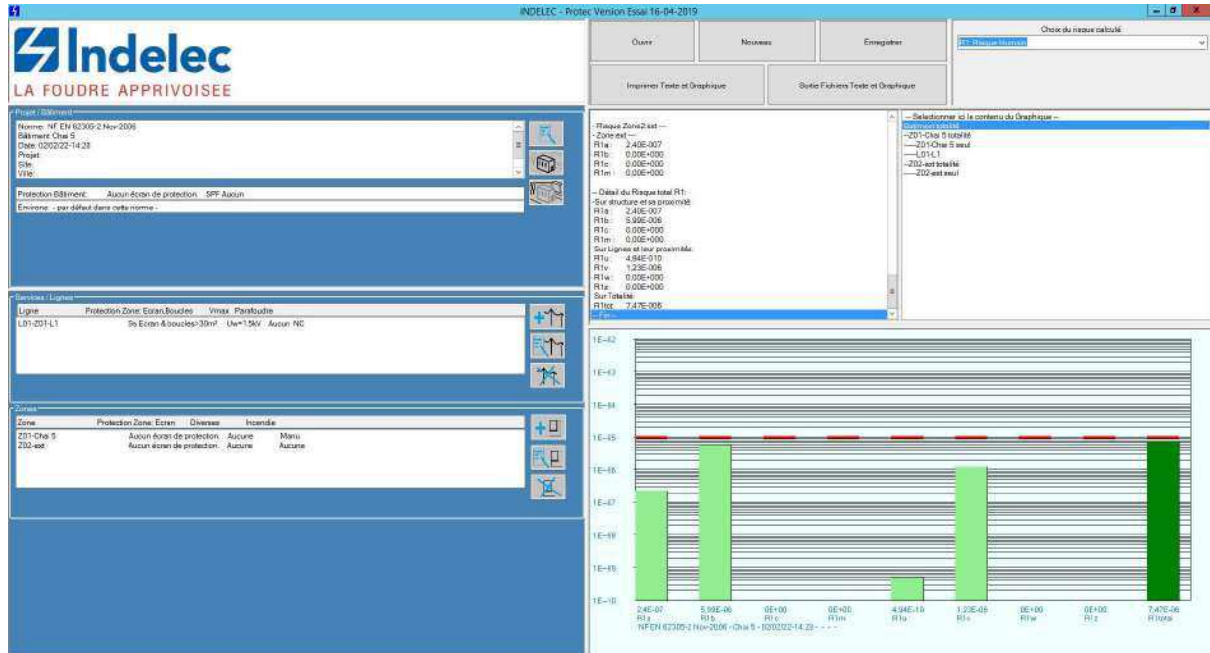 INDELEC - Protec Version Essai 16-04-2019
Indelec
LA FOUDRE APPRIVOISEE
Ouvrir
Nouveau
Enregistrer
Imprimer Texte et Graphique
Sortie Fichiers Texte et Graphique
Choix du risque calculé
R1: Risque Humain
Projet / Bâtiment
Norme: NF EN 62305-2 Nov-2006
Bâtiment: Chai 5
Date: 02/02/22-14:28
Projet:
Site:
Ville:
Protection Bâtiment: Aucun écran de protection. SPF Aucun
Environs: - par défaut dans cette norme -
Services / Lignes
Ligne Protection Zone: Ecran,Boucles Vmax Parafoudre
L01-Z01-L1 Ss Ecran & boucles>30m² Uw=1.5kV Aucun NC
Zones
Zone Protection Zone: Ecran Diverses Incendie
Z01-Chai 5 Aucun écran de protection. Aucune Manu
Z02-ext Aucun écran de protection. Aucune Aucune
- Risque Zone2:ext ---
- Zone:ext ---
R1a : 2,40E-007
R1b : 0,00E+000
R1c : 0,00E+000
R1m : 0,00E+000
-- Détail du Risque total R1:
-Sur structure et sa proximité
R1a : 2,40E-007
R1b : 5,99E-006
R1c : 0,00E+000
R1m : 0,00E+000
Sur Lignes et leur proximités:
R1u : 4,94E-010
R1v : 1,23E-006
R1w : 0,00E+000
R1z : 0,00E+000
Sur Totalité:
R1tot: 7,47E-006
-- Fin --
-- Selectionner ici le contenu du Graphique --
Batiment totalité
--Z01-Chai 5 totalité
----Z01-Chai 5 seul
----L01-L1
--Z02-ext totalité
----Z02-ext seul
1E-02
1E-03
1E-04
1E-05
1E-06
1E-07
1E-08
1E-09
1E-10
2,4E-07 5,99E-06 0E+00 0E+00 4,94E-10 1,23E-06 0E+00 0E+00 7,47E-06
R1a R1b R1c R1m R1u R1v R1w R1z R1total
NF EN 62305-2 Nov-2006 - Chai 5 - 02/02/22-14:28 - - - -